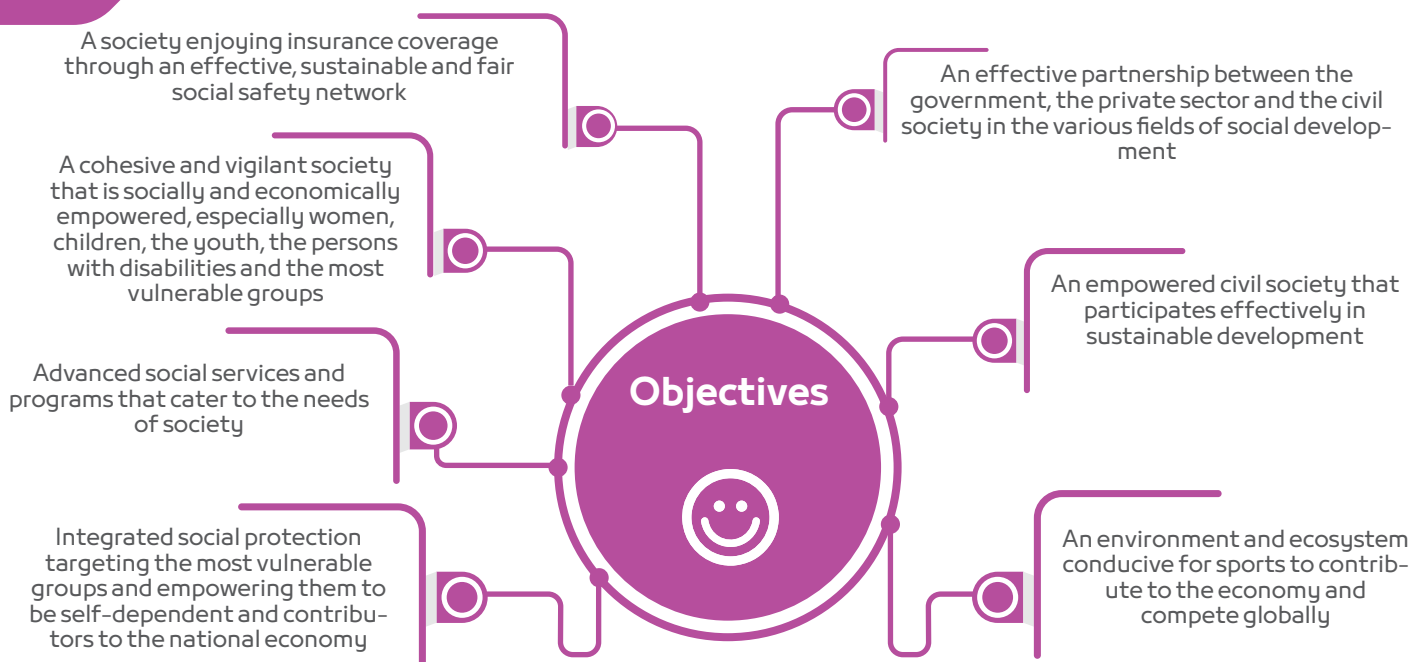 A society enjoying insurance coverage
through an effective, sustainable and fair
social safety network
An effective partnership between the
government, the private sector and the civil
society in the various fields of social develop-
ment
A cohesive and vigilant society
that is socially and economically
empowered, especially women,
children, the youth, the persons
with disabilities and the most
vulnerable groups
An empowered civil society that
participates effectively in
sustainable development
Advanced social services and
programs that cater to the needs
of society
Objectives
Integrated social protection
targeting the most vulnerable
groups and empowering them to
be self-dependent and contribu-
tors to the national economy
An environment and ecosystem
conducive for sports to contrib-
ute to the economy and
compete globally